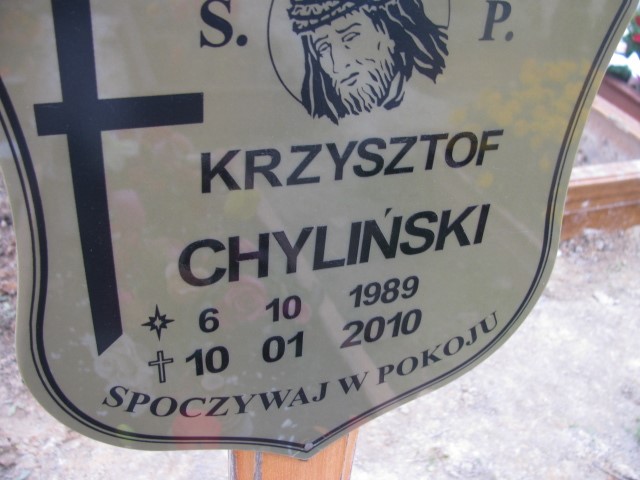 S. P.
KRZYSZTOF
CHYLIŃSKI
6 10 1989
10 01 2010
SPOCZYWAJ W POKOJU